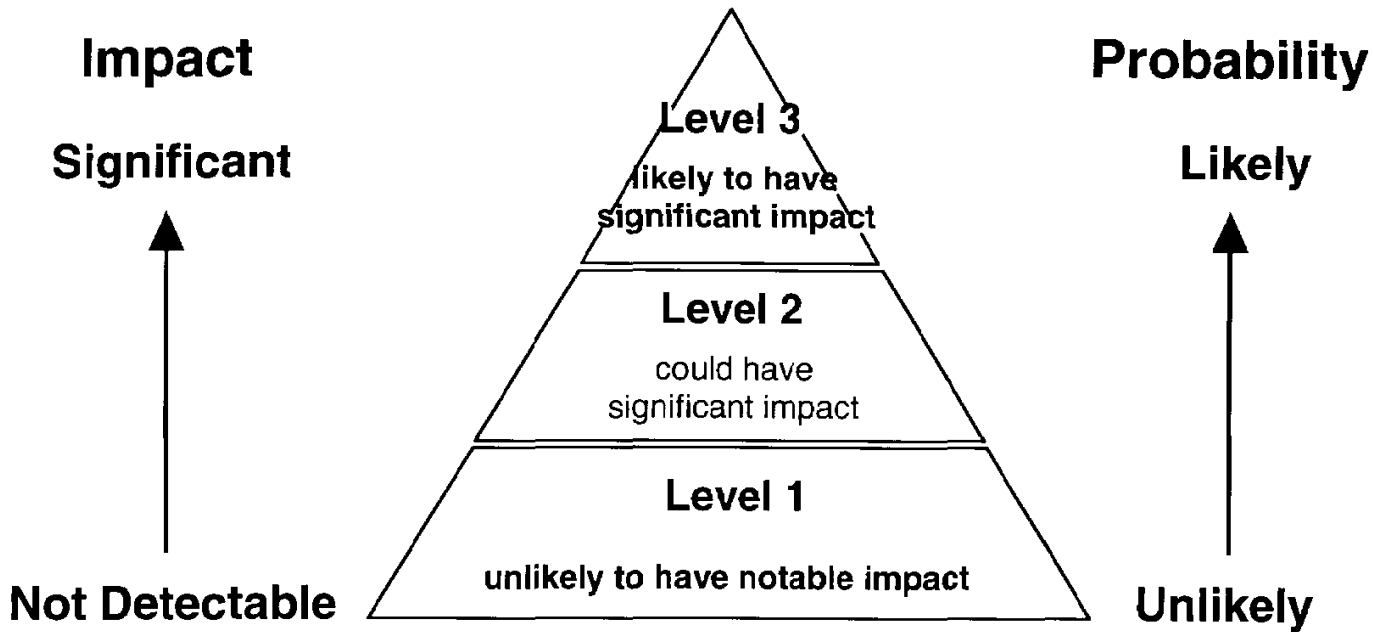 Impact
Significant
Not Detectable
Level 3
likely to have
significant impact
Level 2
could have
significant impact
Level 1
unlikely to have notable impact
Probability
Likely
Unlikely